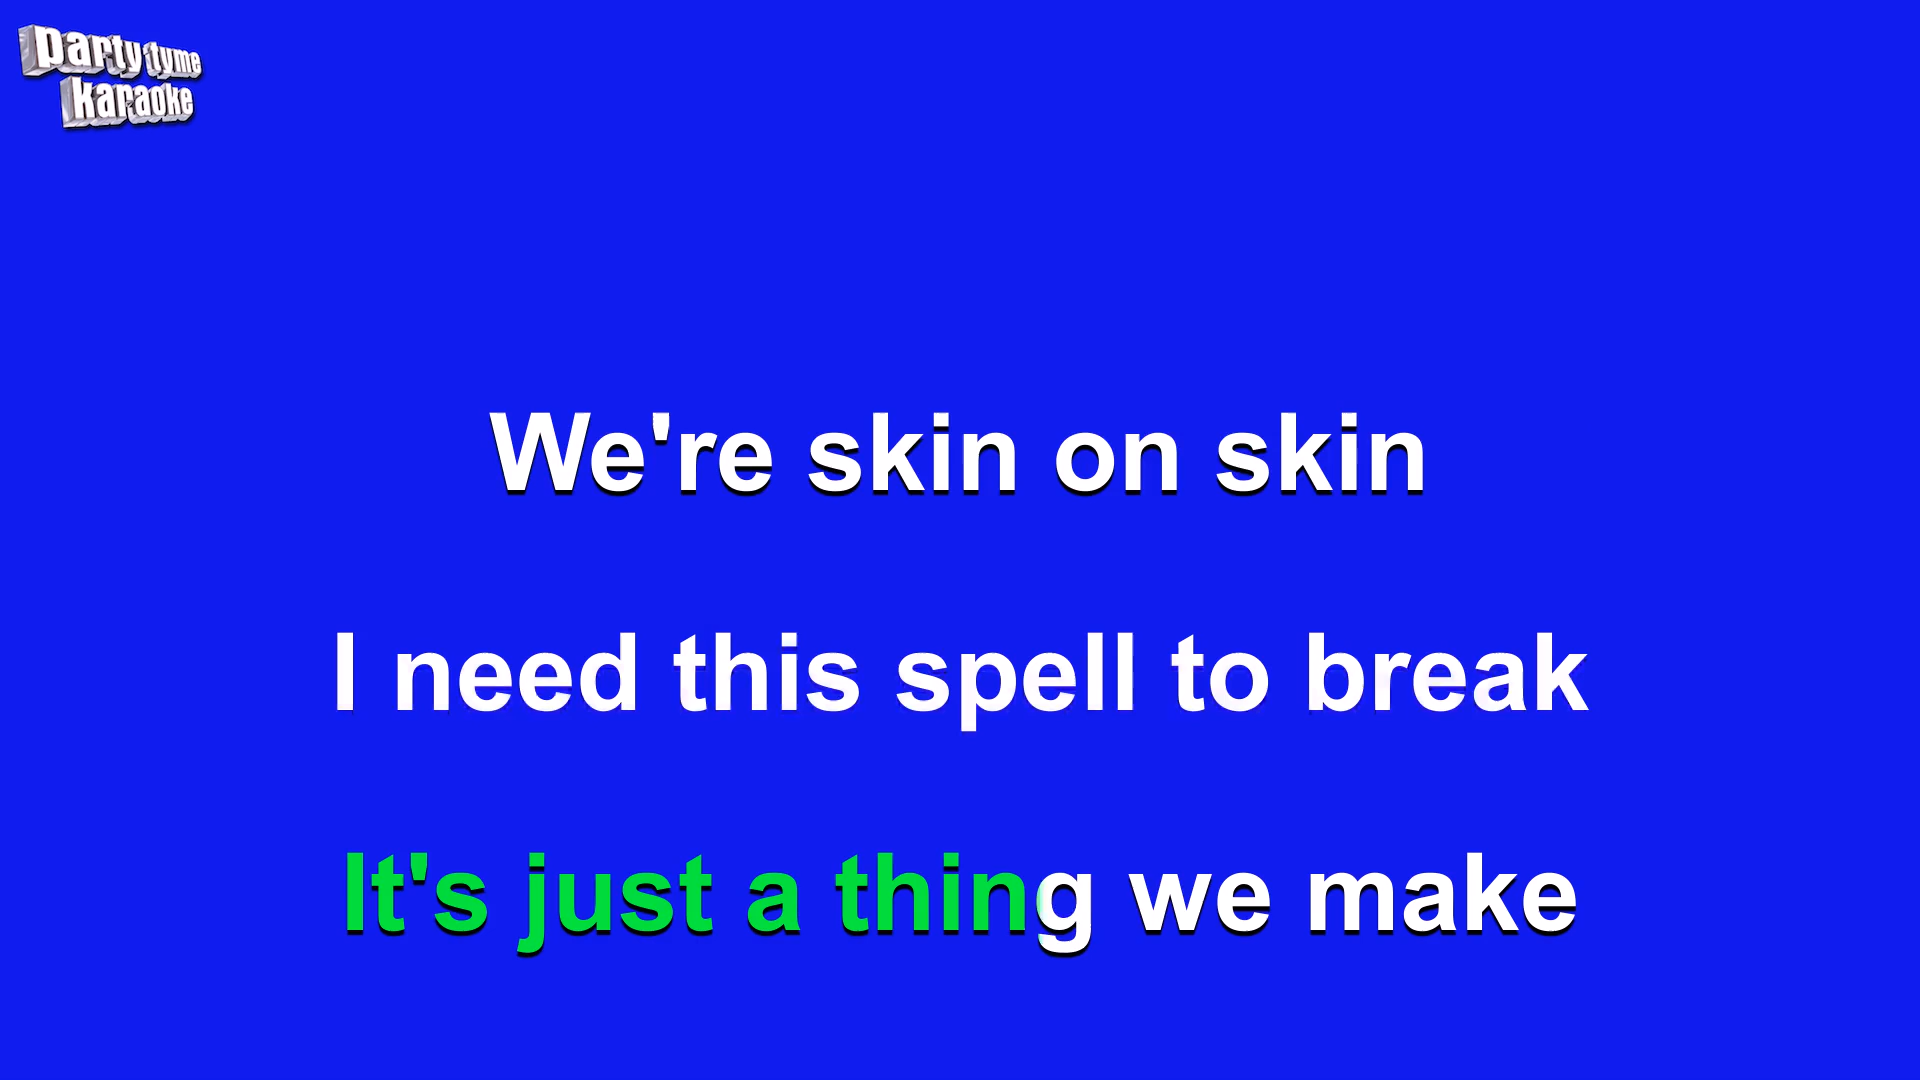 party tyme
karaoke
We're skin on skin
I need this spell to break
It's just a thing we make